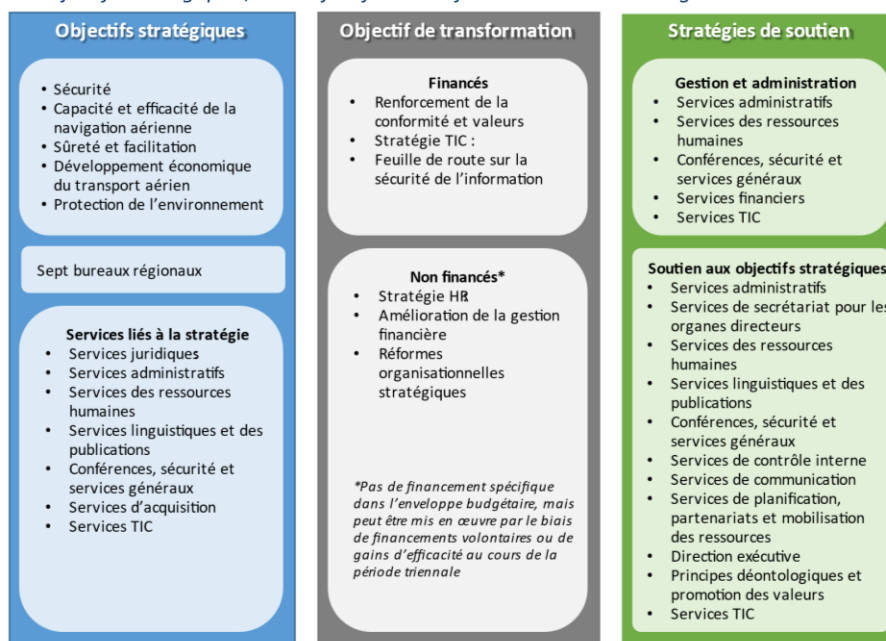 Objectifs stratégiques
• Sécurité
• Capacité et efficacité de la
navigation aérienne
• Sûreté et facilitation
• Développement économique
du transport aérien
• Protection de l’environnement
Sept bureaux régionaux
Services liés à la stratégie
• Services juridiques
• Services administratifs
• Services des ressources
humaines
• Services linguistiques et des
publications
• Conférences, sécurité et
services généraux
• Services d’acquisition
• Services TIC
Objectif de transformation
Financés
• Renforcement de la
conformité et valeurs
• Stratégie TIC :
• Feuille de route sur la
sécurité de l’information
Non financés*
• Stratégie HR
• Amélioration de la gestion
financière
• Réformes
organisationnelles
stratégiques
*Pas de financement spécifique
dans l’enveloppe budgétaire, mais
peut être mis en œuvre par le biais
de financements volontaires ou de
gains d’efficacité au cours de la
période triennale
Stratégies de soutien
Gestion et administration
• Services administratifs
• Services des ressources
humaines
• Conférences, sécurité et
services généraux
• Services financiers
• Services TIC
Soutien aux objectifs stratégiques
• Services administratifs
• Services de secrétariat pour les
organes directeurs
• Services des ressources
humaines
• Services linguistiques et des
publications
• Conférences, sécurité et
services généraux
• Services de contrôle interne
• Services de communication
• Services de planification,
partenariats et mobilisation
des ressources
• Direction exécutive
• Principes déontologiques et
promotion des valeurs
• Services TIC